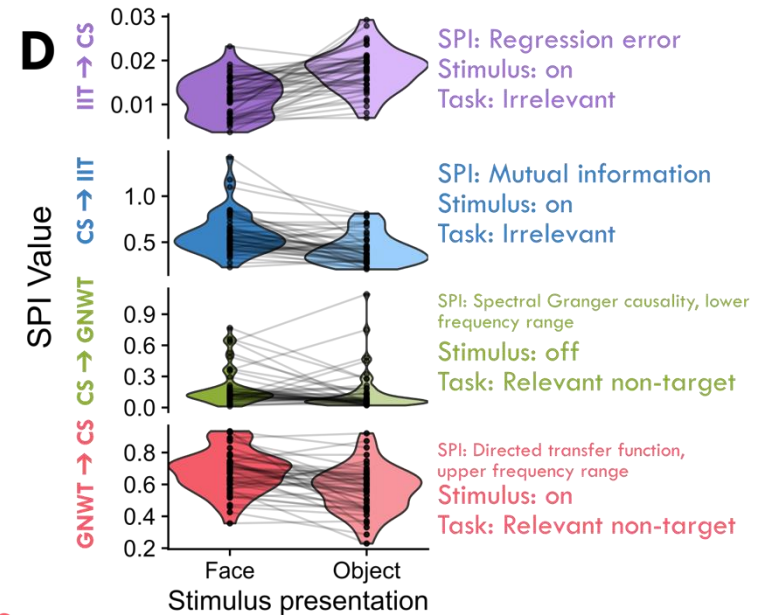 D
SPI Value
IIT → CS
0.03
0.02
0.01
SPI: Regression error
Stimulus: on
Task: Irrelevant
CS → IIT
1.0
0.5
SPI: Mutual information
Stimulus: on
Task: Irrelevant
CS → GNWT
0.9
0.6
0.3
0.0
SPI: Spectral Granger causality, lower
frequency range
Stimulus: off
Task: Relevant non-target
GNWT → CS
0.8
0.6
0.4
0.2
SPI: Directed transfer function,
upper frequency range
Stimulus: on
Task: Relevant non-target
Face
Object
Stimulus presentation